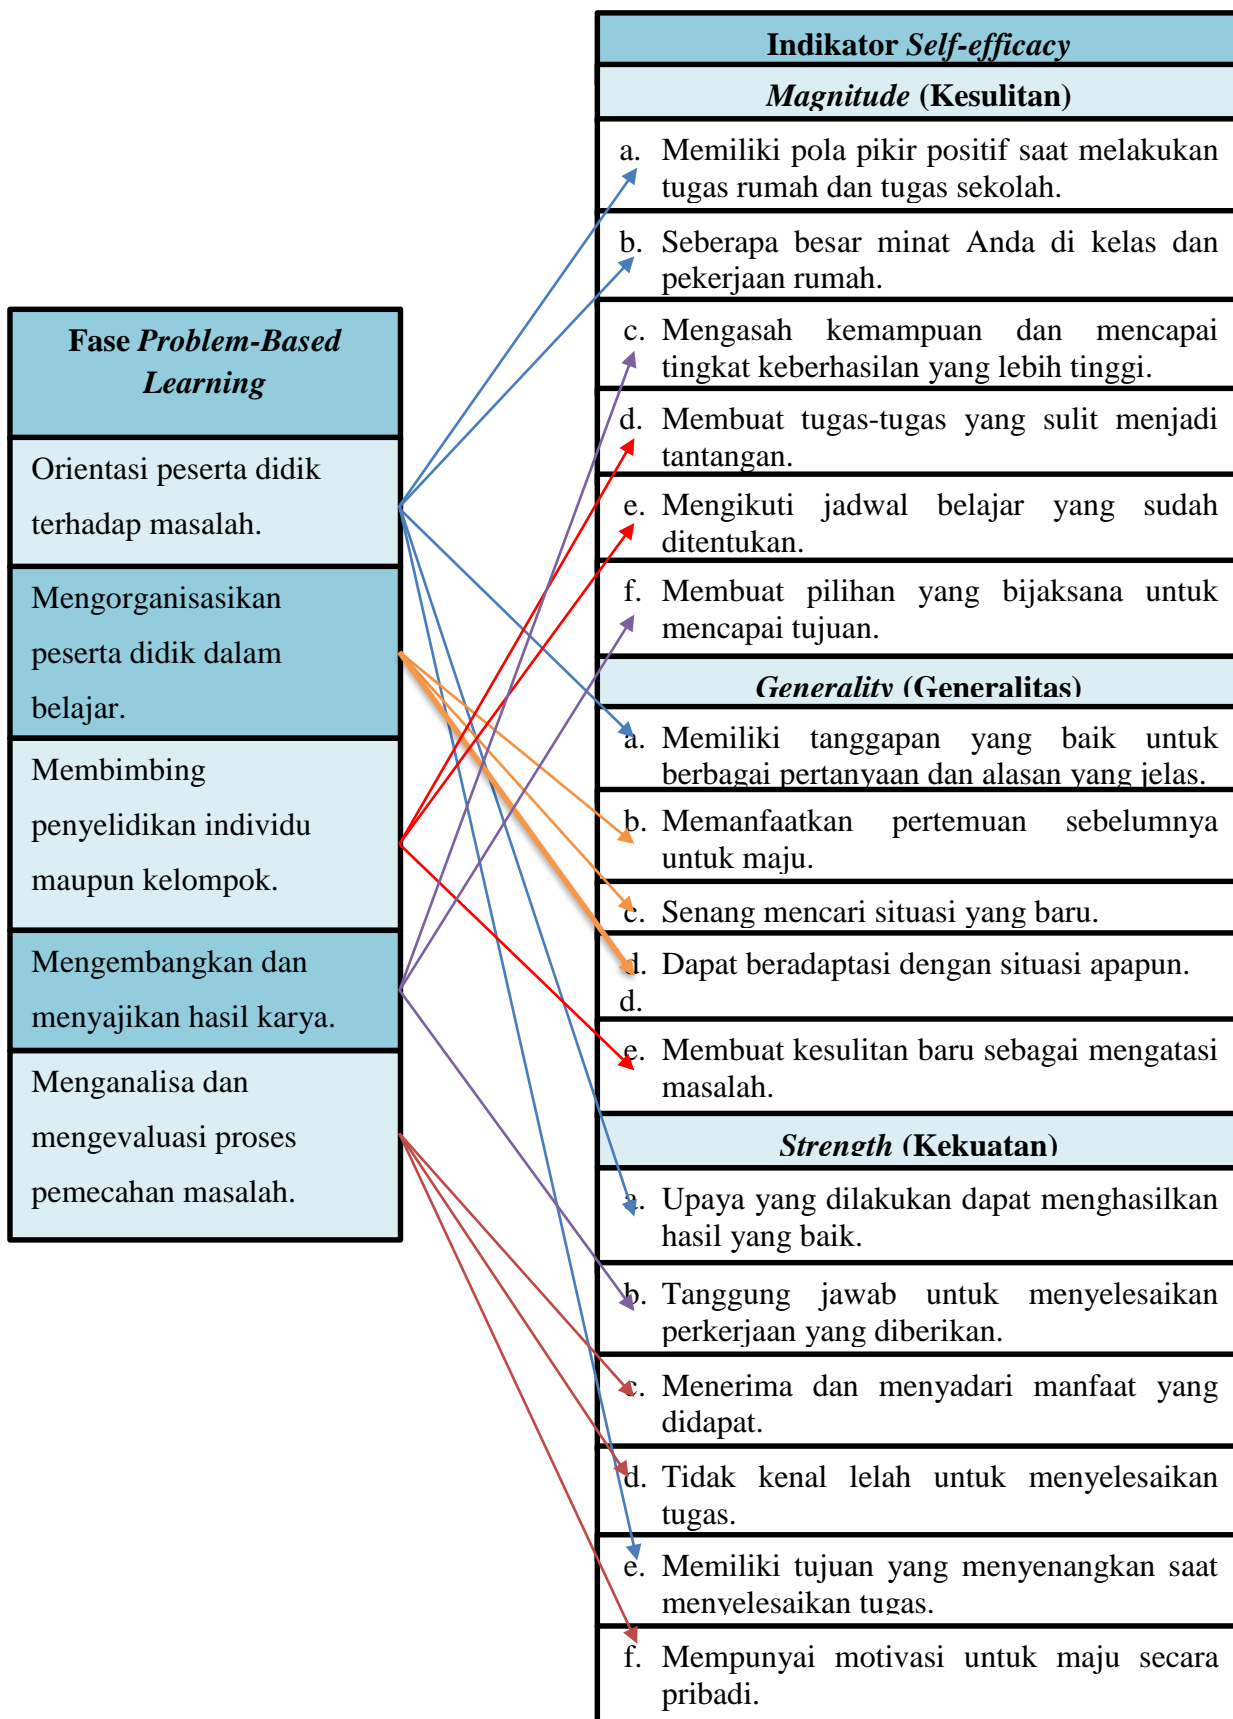 Fase Problem-Based
Learning
Orientasi peserta didik
terhadap masalah.
Mengorganisasikan
peserta didik dalam
belajar.
Membimbing
penyelidikan individu
maupun kelompok.
Mengembangkan dan
menyajikan hasil karya.
Menganalisa dan
mengevaluasi proses
pemecahan masalah.
Indikator Self-efficacy
Magnitude (Kesulitan)
a. Memiliki pola pikir positif saat melakukan
tugas rumah dan tugas sekolah.
b. Seberapa besar minat Anda di kelas dan
pekerjaan rumah.
c. Mengasah kemampuan dan mencapai
tingkat keberhasilan yang lebih tinggi.
d. Membuat tugas-tugas yang sulit menjadi
tantangan.
e. Mengikuti jadwal belajar yang sudah
ditentukan.
f. Membuat pilihan yang bijaksana untuk
mencapai tujuan.
Generality (Generalitas)
a. Memiliki tanggapan yang baik untuk
berbagai pertanyaan dan alasan yang jelas.
b. Memanfaatkan pertemuan sebelumnya
untuk maju.
c. Senang mencari situasi yang baru.
d. Dapat beradaptasi dengan situasi apapun.
d.
e. Membuat kesulitan baru sebagai mengatasi
masalah.
Strength (Kekuatan)
a. Upaya yang dilakukan dapat menghasilkan
hasil yang baik.
b. Tanggung jawab untuk menyelesaikan
perkerjaan yang diberikan.
c. Menerima dan menyadari manfaat yang
didapat.
d. Tidak kenal lelah untuk menyelesaikan
tugas.
e. Memiliki tujuan yang menyenangkan saat
menyelesaikan tugas.
f. Mempunyai motivasi untuk maju secara
pribadi.